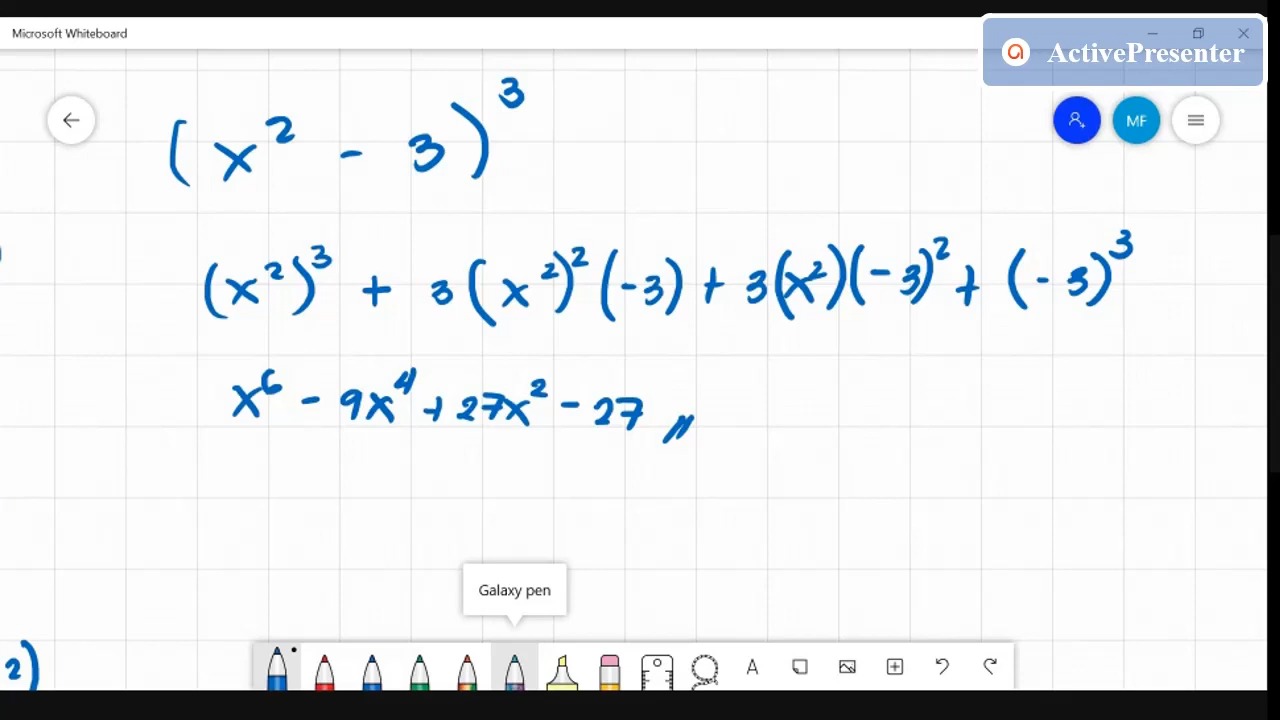 Microsoft Whiteboard
ActivePresenter
MF
(x² - 3)³
(x²)³ + 3(x²)²(-3) + 3(x²)(-3)² + (-3)³
x⁶ - 9x⁴ + 27x² - 27 //
Galaxy pen
2)
A